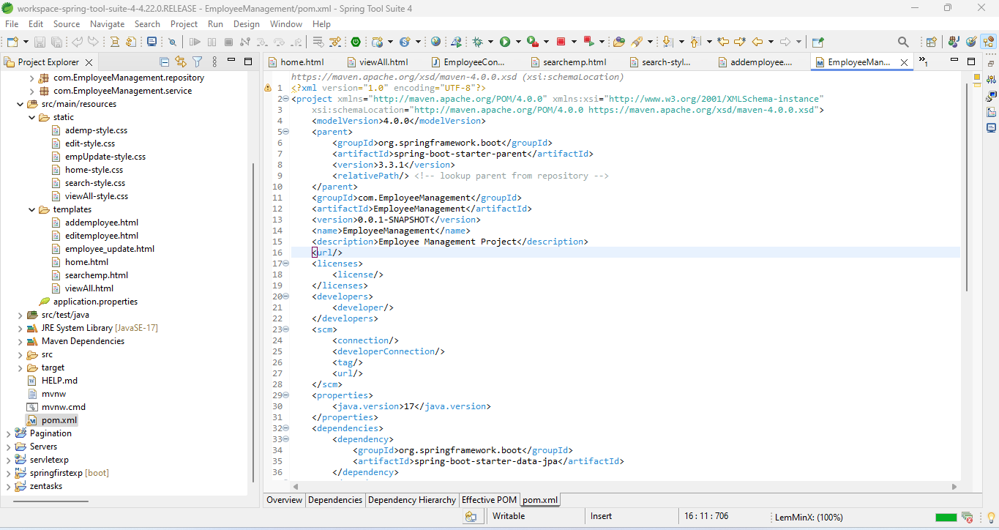 workspace-spring-tool-suite-4-4.22.0.RELEASE - EmployeeManagement/pom.xml - Spring Tool Suite 4
File Edit Source Navigate Search Project Run Design Window Help
Project Explorer
com.EmployeeManagement.repository
com.EmployeeManagement.service
src/main/resources
static
ademp-style.css
edit-style.css
empUpdate-style.css
home-style.css
search-style.css
viewAll-style.css
templates
addemployee.html
editemployee.html
employee_update.html
home.html
searchemp.html
viewAll.html
application.properties
src/test/java
JRE System Library [JavaSE-17]
Maven Dependencies
src
target
HELP.md
mvnw
mvnw.cmd
pom.xml
Pagination
Servers
servletexp
springfirstexp [boot]
zentasks
home.html viewAll.html EmployeeCon... searchemp.html search-styl... addemployee.... EmployeeMan... »1
https://maven.apache.org/xsd/maven-4.0.0.xsd (xsi:schemaLocation)
1 <?xml version="1.0" encoding="UTF-8"?>
2 <project xmlns="http://maven.apache.org/POM/4.0.0" xmlns:xsi="http://www.w3.org/2001/XMLSchema-instance"
3 xsi:schemaLocation="http://maven.apache.org/POM/4.0.0 https://maven.apache.org/xsd/maven-4.0.0.xsd">
4 <modelVersion>4.0.0</modelVersion>
5 <parent>
6 <groupId>org.springframework.boot</groupId>
7 <artifactId>spring-boot-starter-parent</artifactId>
8 <version>3.3.1</version>
9 <relativePath/> <!-- lookup parent from repository -->
10 </parent>
11 <groupId>com.EmployeeManagement</groupId>
12 <artifactId>EmployeeManagement</artifactId>
13 <version>0.0.1-SNAPSHOT</version>
14 <name>EmployeeManagement</name>
15 <description>Employee Management Project</description>
16 <url/>
17 <licenses>
18 <license/>
19 </licenses>
20 <developers>
21 <developer/>
22 </developers>
23 <scm>
24 <connection/>
25 <developerConnection/>
26 <tag/>
27 <url/>
28 </scm>
29 <properties>
30 <java.version>17</java.version>
31 </properties>
32 <dependencies>
33 <dependency>
34 <groupId>org.springframework.boot</groupId>
35 <artifactId>spring-boot-starter-data-jpa</artifactId>
36 </dependency>
Overview Dependencies Dependency Hierarchy Effective POM pom.xml
Writable Insert 16 : 11 : 706 LemMinX: (100%)